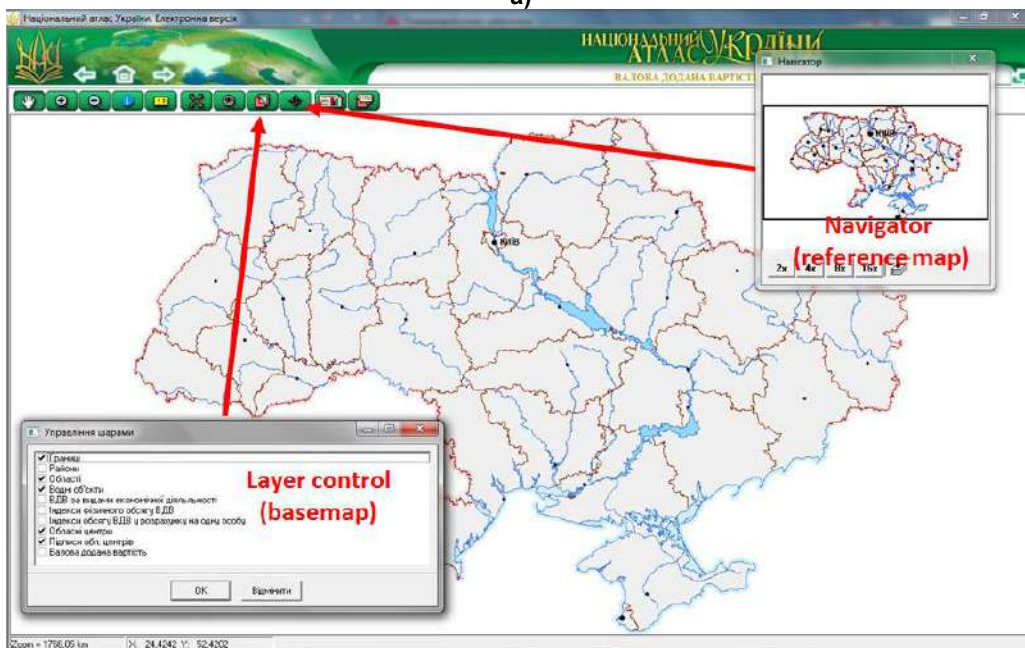 a)
Національний атлас України. Електронна версія
НАЦІОНАЛЬНИЙ АТЛАС УКРАЇНИ
ВАЛОВА ДОДАНА ВАРТІСТЬ
Навигатор
КИЇВ
Navigator
(reference map)
2x 4x 8x 16x
КИЇВ
Управління шарами
Границі
Райони
Області
Водні об'єкти
ВДВ за видами економічної діяльності
Індекси фізичного обсягу ВДВ
Індекси обсягу ВДВ у розрахунку на одну особу
Обласні центри
Підписи обл. центрів
Валова додана вартість
Layer control
(basemap)
OK Відмінити
Zoom = 1766,05 km X: 24,4242 Y: 52,4202